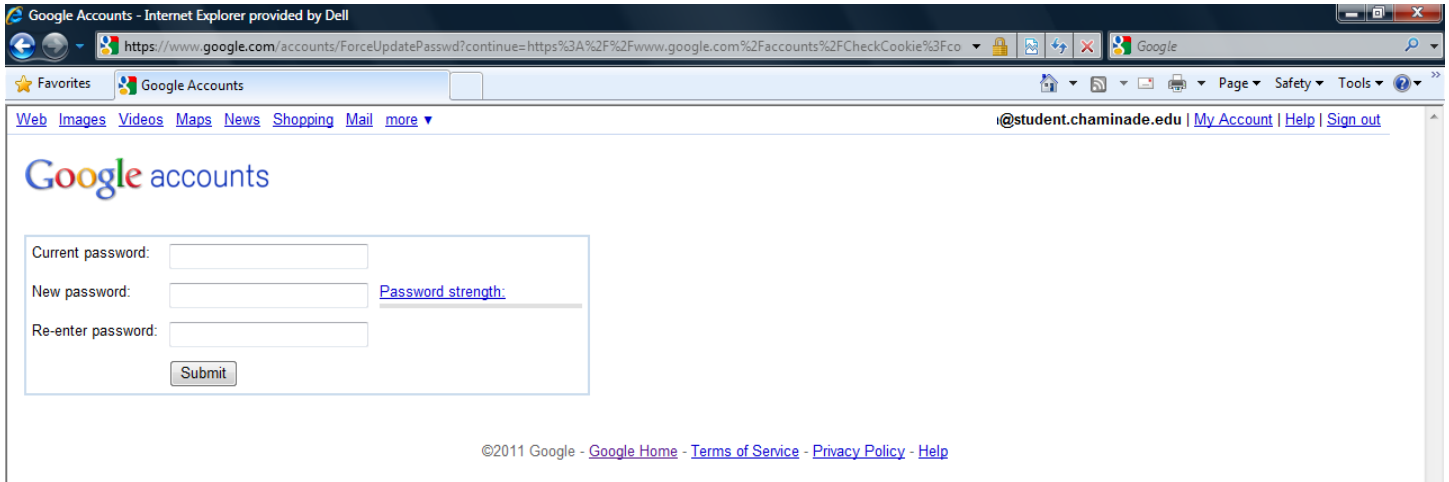 Google Accounts - Internet Explorer provided by Dell
https://www.google.com/accounts/ForceUpdatePasswd?continue=https%3A%2F%2Fwww.google.com%2Faccounts%2FCheckCookie%3Fco Google
Favorites Google Accounts Page Safety Tools
Web Images Videos Maps News Shopping Mail more ▼ @student.chaminade.edu | My Account | Help | Sign out
Google accounts
Current password:
New password: Password strength:
Re-enter password:
Submit
©2011 Google - Google Home - Terms of Service - Privacy Policy - Help